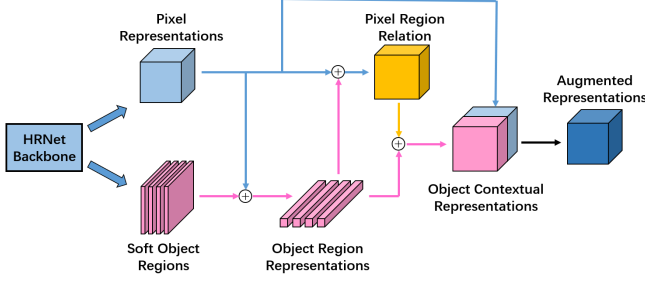 Pixel
Representations
Pixel Region
Relation
Augmented
Representations
HRNet
Backbone
Object Contextual
Representations
Soft Object
Regions
Object Region
Representations